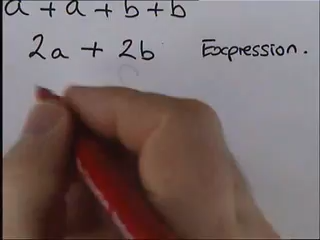 a + a + b + b
2a + 2b Expression.